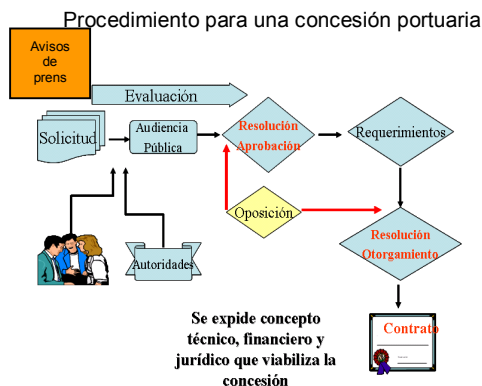 Procedimiento para una concesión portuaria
Avisos
de
prens
Evaluación
Solicitud
Audiencia
Pública
Resolución
Aprobación
Requerimientos
Oposición
Resolución
Otorgamiento
Autoridades
Contrato
Se expide concepto
técnico, financiero y
jurídico que viabiliza la
concesión